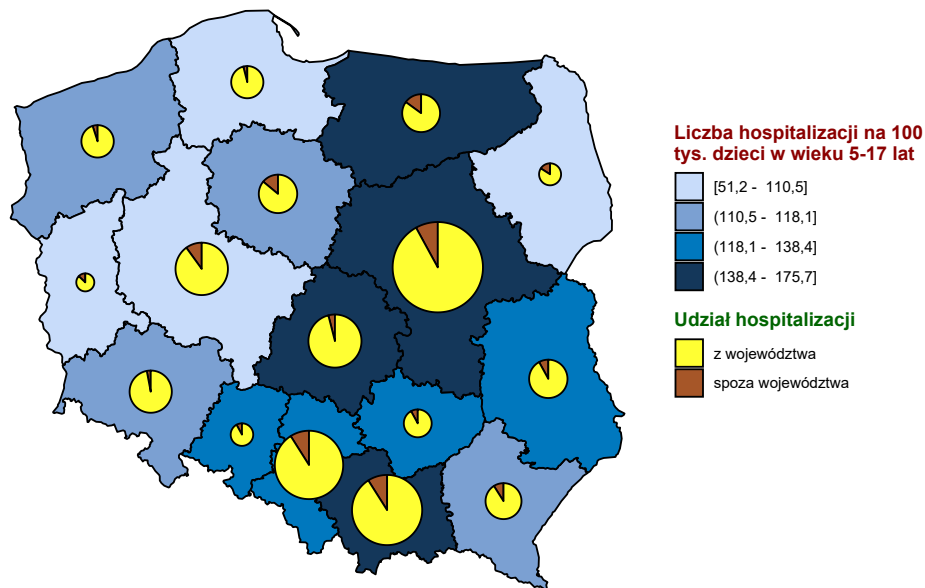 Liczba hospitalizacji na 100
tys. dzieci w wieku 5-17 lat
[51,2 - 110,5]
(110,5 - 118,1]
(118,1 - 138,4]
(138,4 - 175,7]
Udział hospitalizacji
z województwa
spoza województwa